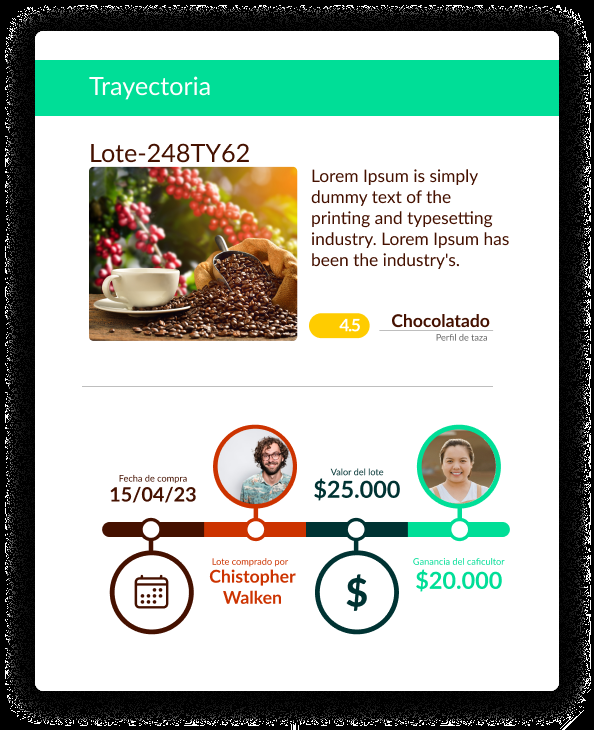 Trayectoria
Lote-248TY62
Lorem Ipsum is simply
dummy text of the
printing and typesetting
industry. Lorem Ipsum has
been the industry's.
4.5
Chocolatado
Perfil de taza
Fecha de compra
15/04/23
Valor del lote
$25.000
Lote comprado por
Chistopher
Walken
$
Ganancia del caficultor
$20.000